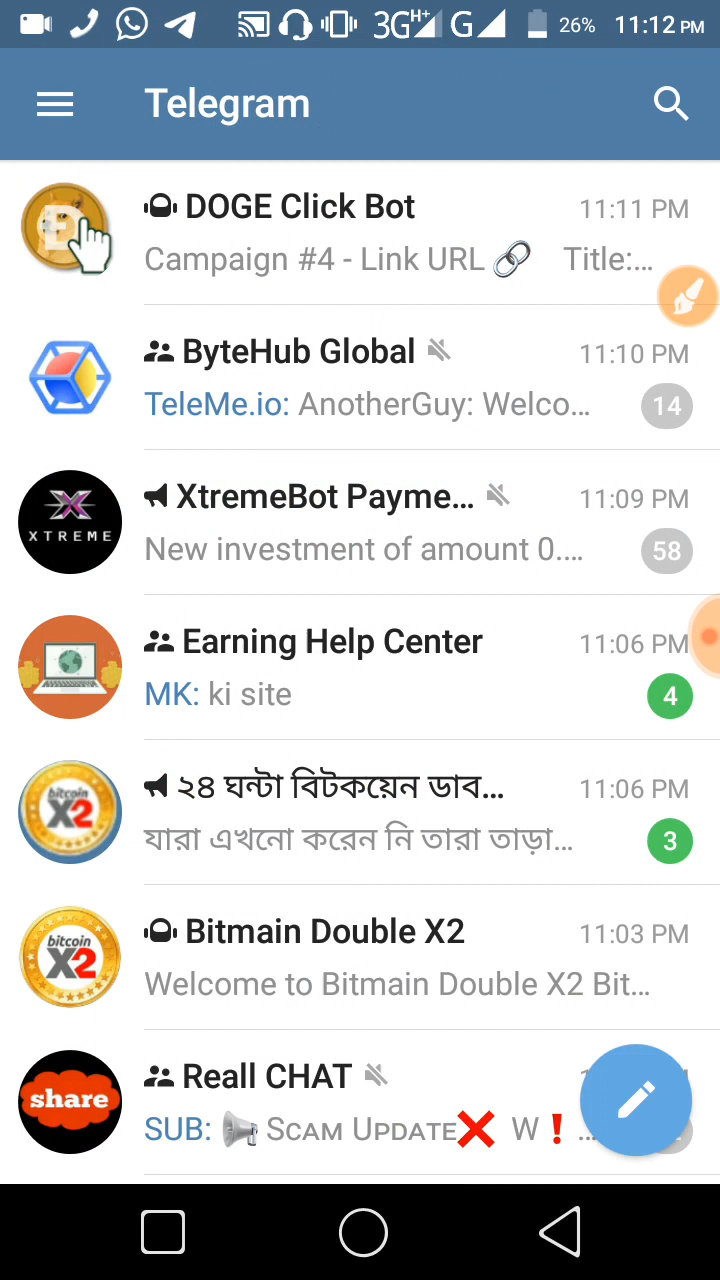 3G H+ G 26% 11:12 PM
Telegram
DOGE Click Bot 11:11 PM
Campaign #4 - Link URL 🔗 Title:...
ByteHub Global 11:10 PM
TeleMe.io: AnotherGuy: Welco... 14
XTREME
XtremeBot Payme... 11:09 PM
New investment of amount 0.... 58
Earning Help Center 11:06 PM
MK: ki site 4
bitcoin
X2
২৪ ঘন্টা বিটকয়েন ডাব... 11:06 PM
যারা এখনো করেন নি তারা তাড়া... 3
bitcoin
X2
Bitmain Double X2 11:03 PM
Welcome to Bitmain Double X2 Bit...
share
Reall CHAT
SUB: 📢 Scam Update❌ W❗...